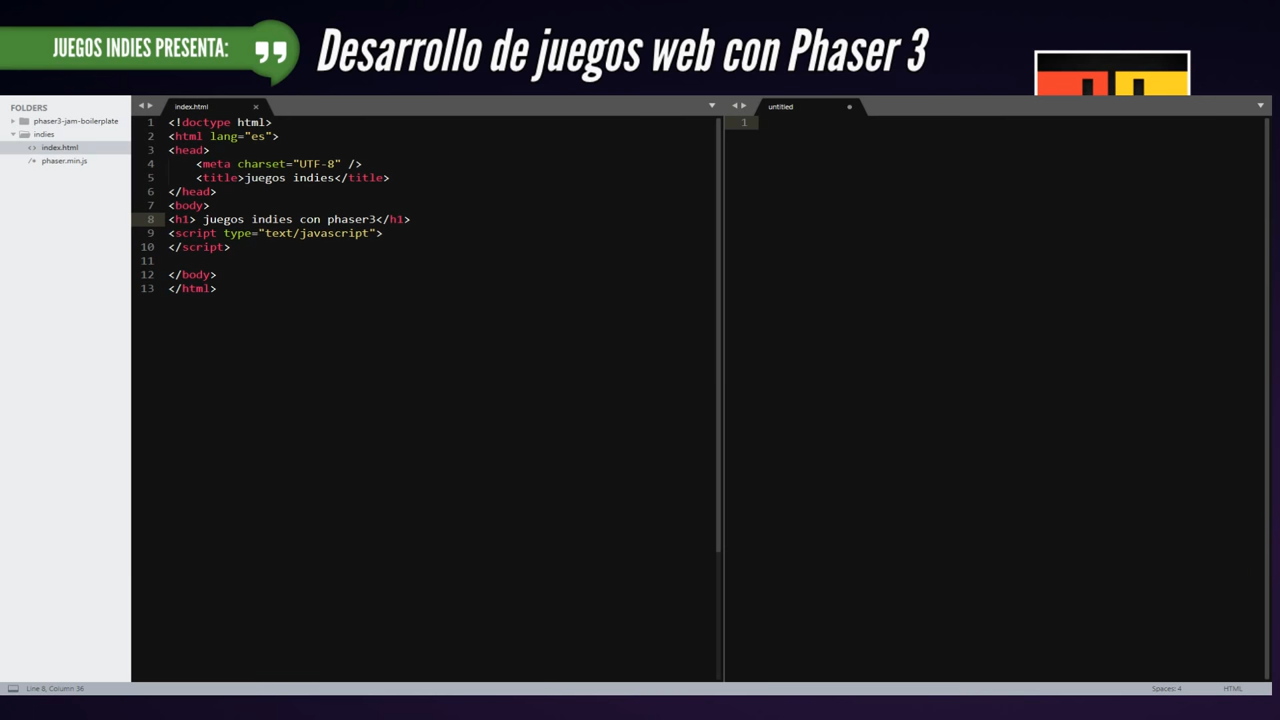 JUEGOS INDIES PRESENTA:
Desarrollo de juegos web con Phaser 3
FOLDERS
phaser3-jam-boilerplate
indies
<> index.html
/* phaser.min.js
index.html
1 <!doctype html>
2 <html lang="es">
3 <head>
4 <meta charset="UTF-8" />
5 <title>juegos indies</title>
6 </head>
7 <body>
8 <h1> juegos indies con phaser3</h1>
9 <script type="text/javascript">
10 </script>
11
12 </body>
13 </html>
untitled
1
Line 8, Column 36
Spaces: 4
HTML